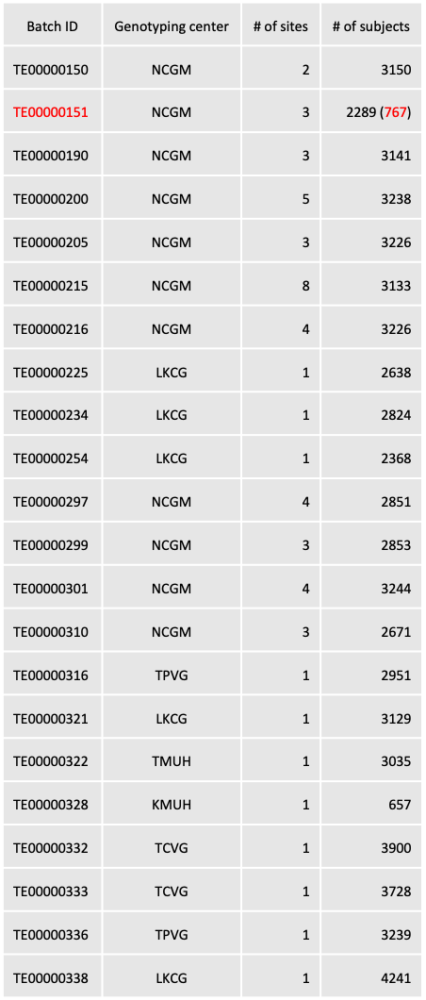 Batch ID Genotyping center # of sites # of subjects
TE00000150 NCGM 2 3150
TE00000151 NCGM 3 2289 (767)
TE00000190 NCGM 3 3141
TE00000200 NCGM 5 3238
TE00000205 NCGM 3 3226
TE00000215 NCGM 8 3133
TE00000216 NCGM 4 3226
TE00000225 LKCG 1 2638
TE00000234 LKCG 1 2824
TE00000254 LKCG 1 2368
TE00000297 NCGM 4 2851
TE00000299 NCGM 3 2853
TE00000301 NCGM 4 3244
TE00000310 NCGM 3 2671
TE00000316 TPVG 1 2951
TE00000321 LKCG 1 3129
TE00000322 TMUH 1 3035
TE00000328 KMUH 1 657
TE00000332 TCVG 1 3900
TE00000333 TCVG 1 3728
TE00000336 TPVG 1 3239
TE00000338 LKCG 1 4241